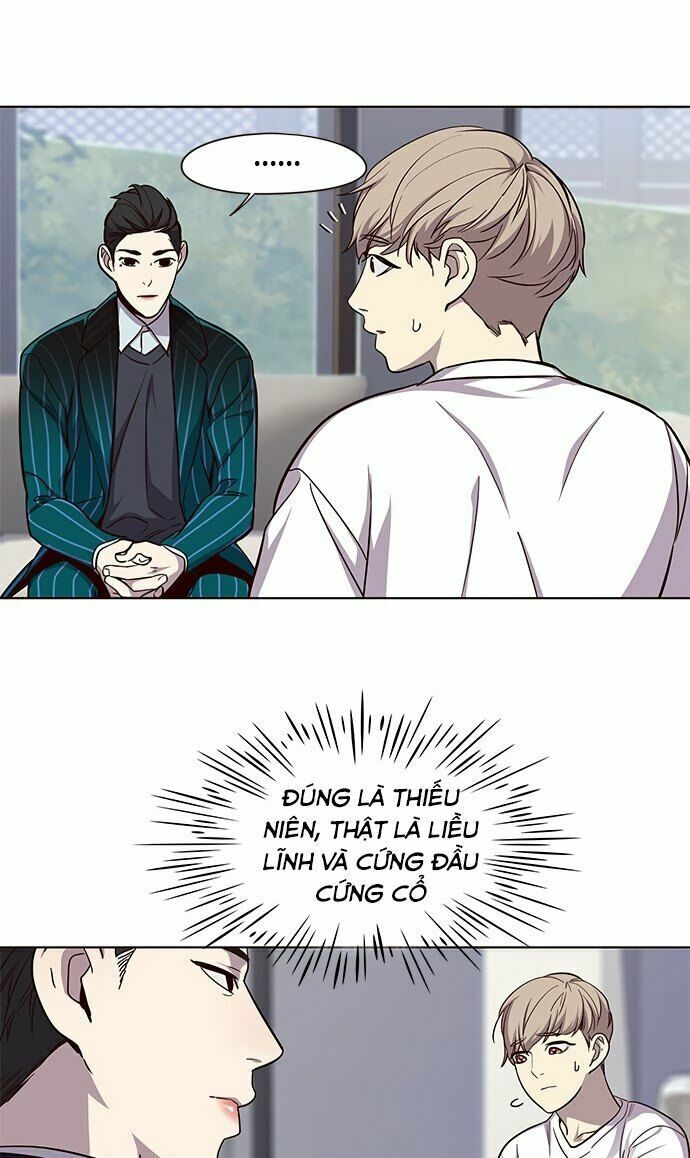 ......
ĐÚNG LÀ THIẾU
NIÊN, THẬT LÀ LIỀU
LĨNH VÀ CỨNG ĐẦU
CỨNG CỔ